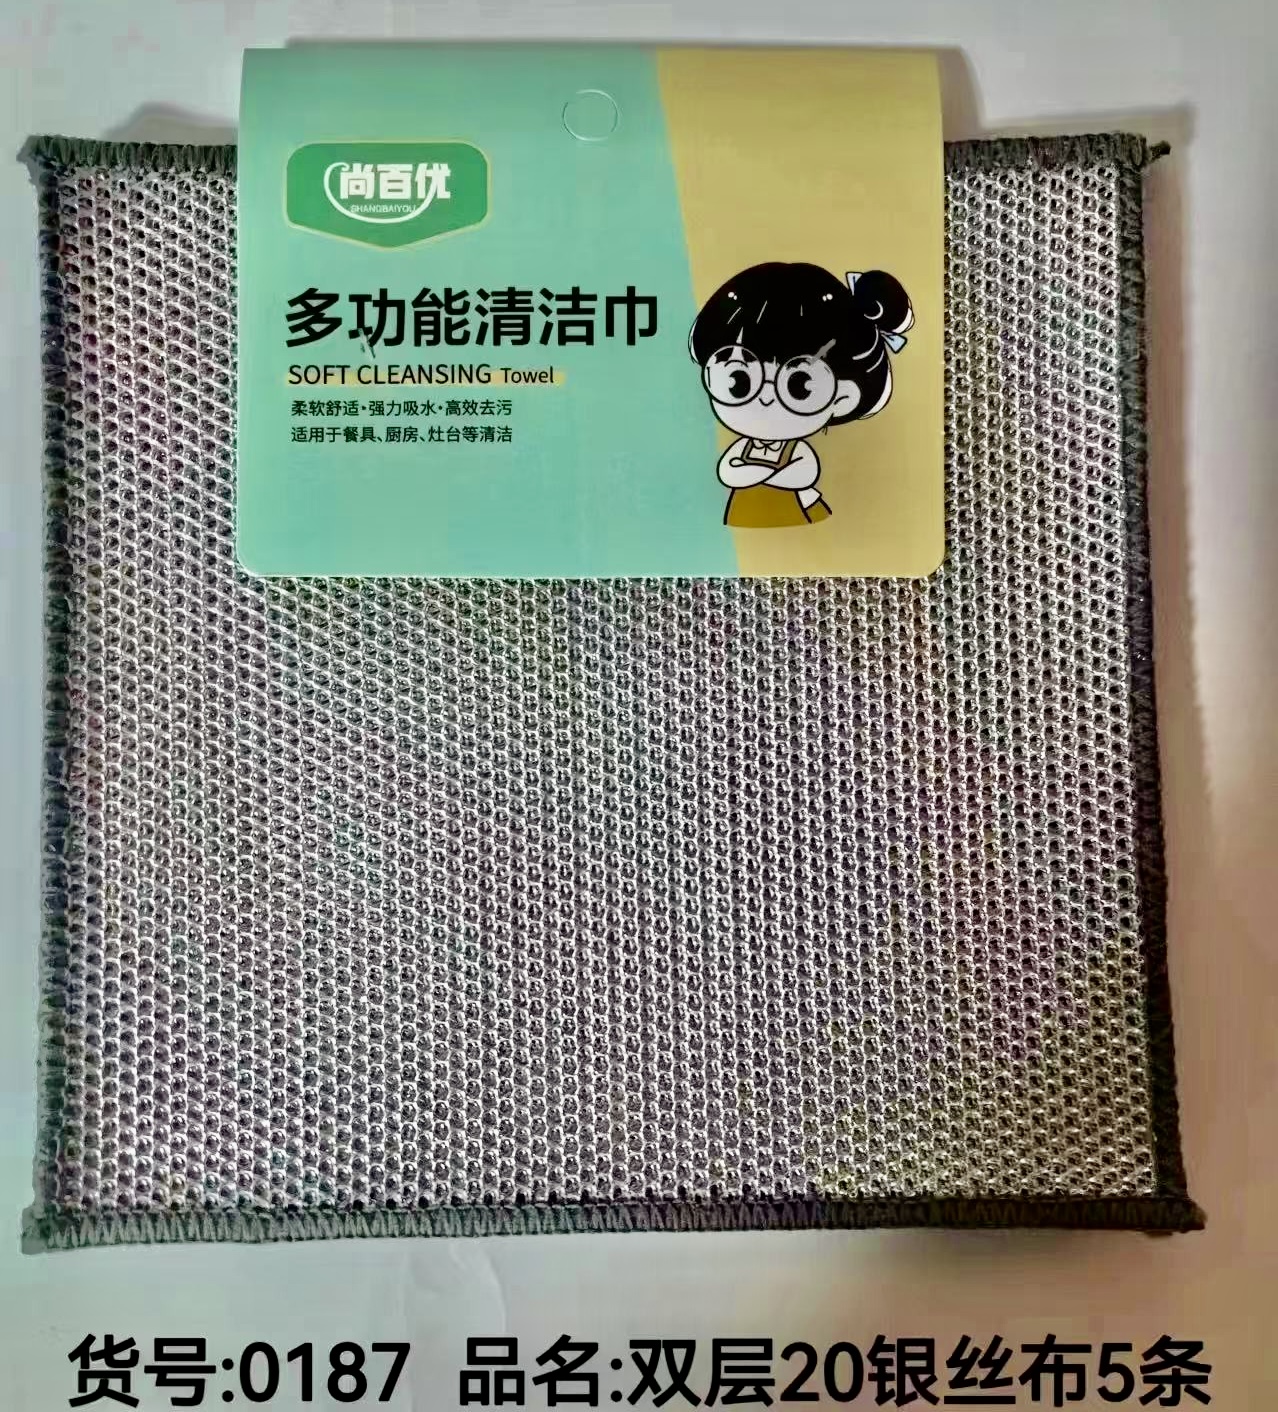 尚百优
SHANGBAIYOU
多功能清洁巾
SOFT CLEANSING Towel
柔软舒适·强力吸水·高效去污
适用于餐具、厨房、灶台等清洁
货号:0187 品名:双层20银丝布5条